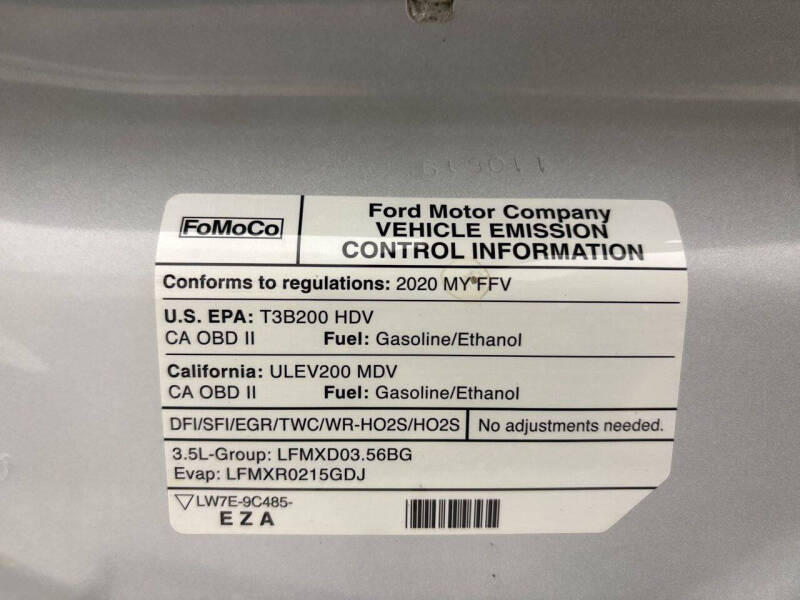 FoMoCo
Ford Motor Company
VEHICLE EMISSION
CONTROL INFORMATION
Conforms to regulations: 2020 MY FFV
U.S. EPA: T3B200 HDV
CA OBD II Fuel: Gasoline/Ethanol
California: ULEV200 MDV
CA OBD II Fuel: Gasoline/Ethanol
DFI/SFI/EGR/TWC/WR-HO2S/HO2S No adjustments needed.
3.5L-Group: LFMXD03.56BG
Evap: LFMXR0215GDJ
LW7E-9C485-
EZA